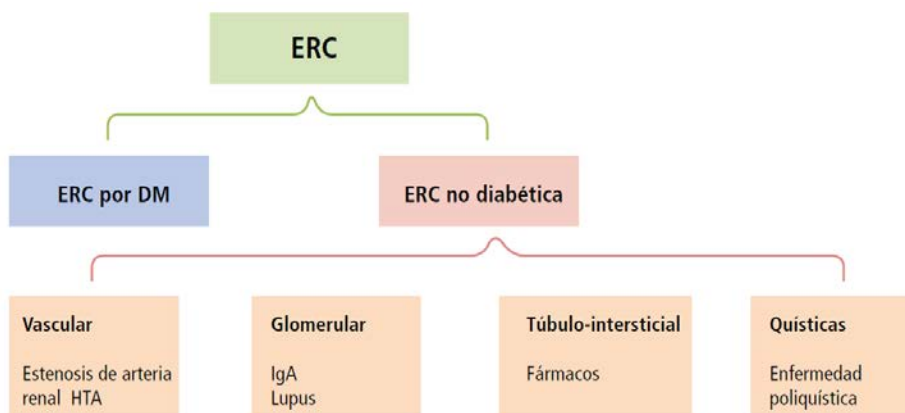 ERC
ERC por DM
ERC no diabética
Vascular
Estenosis de arteria
renal HTA
Glomerular
IgA
Lupus
Túbulo-intersticial
Fármacos
Quísticas
Enfermedad
poliquística